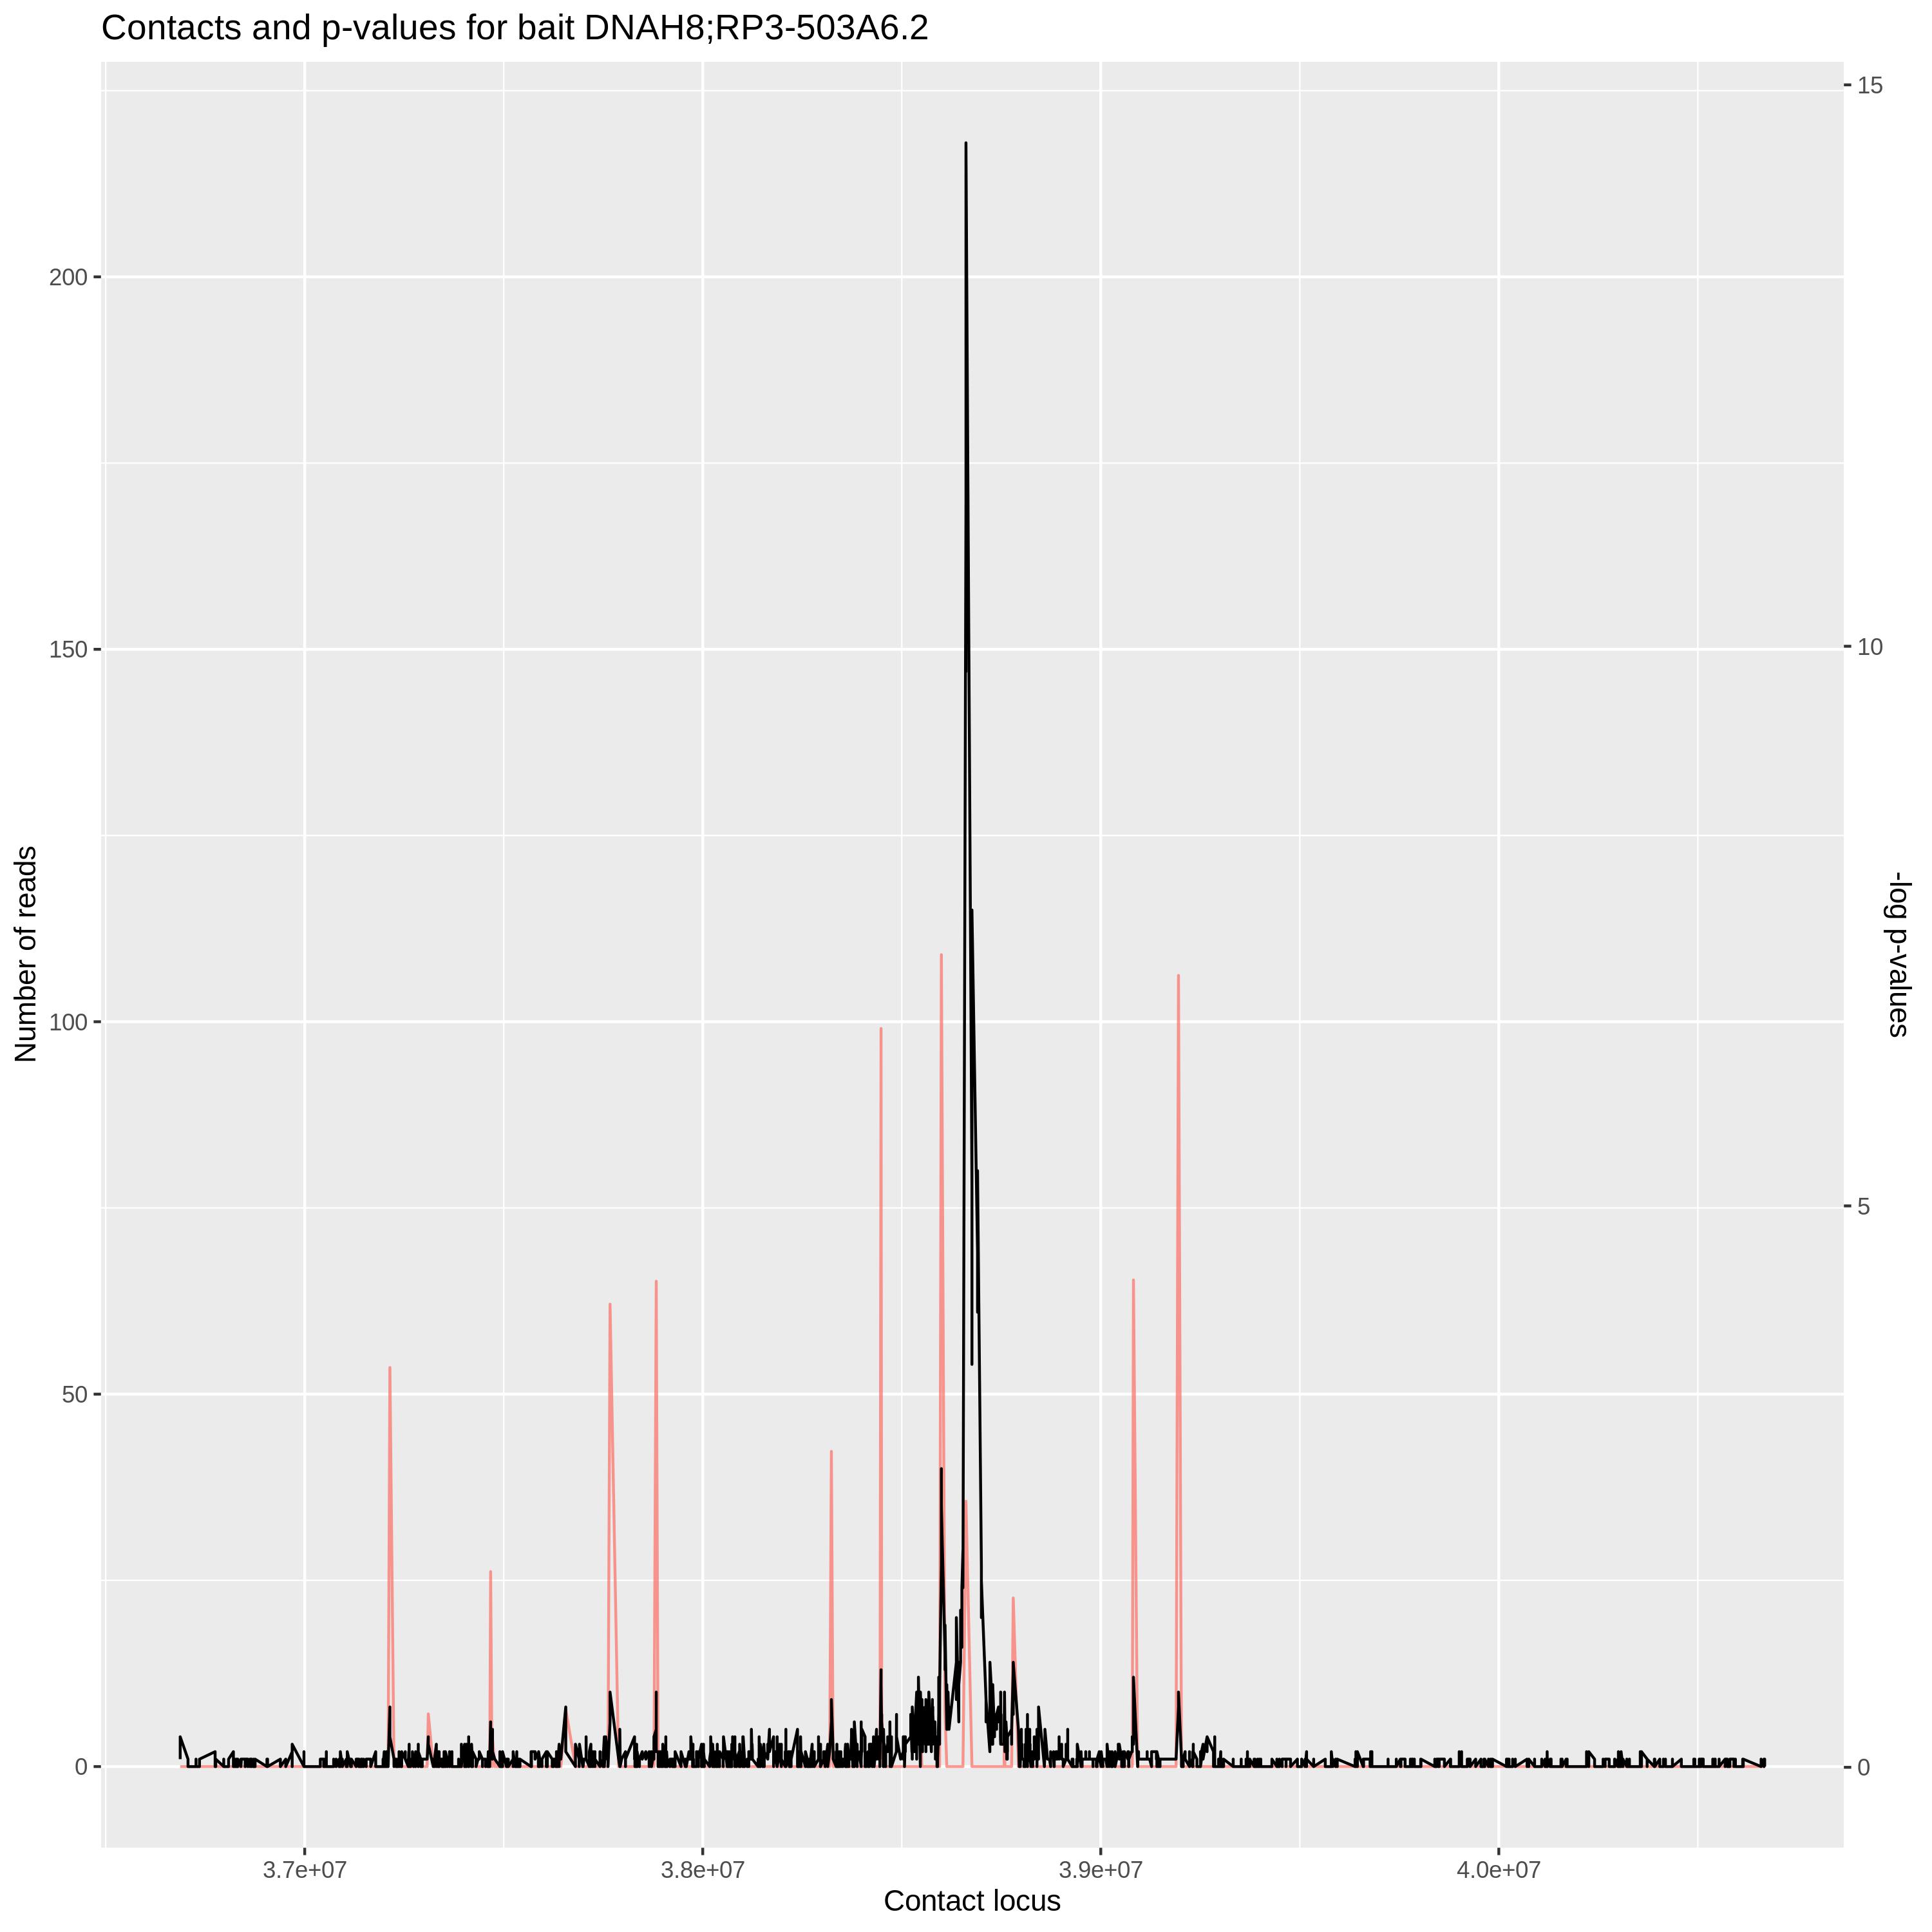 Contacts and p-values for bait DNAH8;RP3-503A6.2
Number of reads
200
150
100
50
0
15
10
5
0
-log p-values
3.7e+07
3.8e+07
3.9e+07
4.0e+07
Contact locus